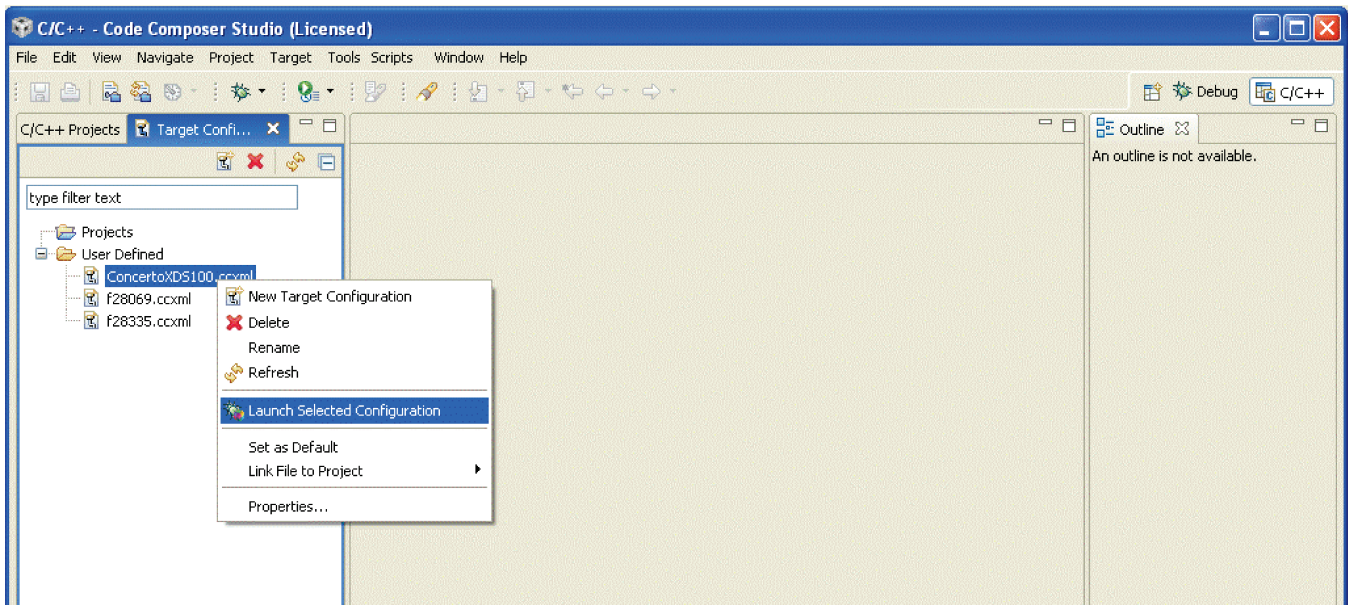 C/C++ - Code Composer Studio (Licensed)
File Edit View Navigate Project Target Tools Scripts Window Help
Debug C/C++
C/C++ Projects Target Confi... Outline
An outline is not available.
type filter text
Projects
User Defined
ConcertoXDS100.ccxml
f28069.ccxml
f28335.ccxml
New Target Configuration
Delete
Rename
Refresh
Launch Selected Configuration
Set as Default
Link File to Project
Properties...